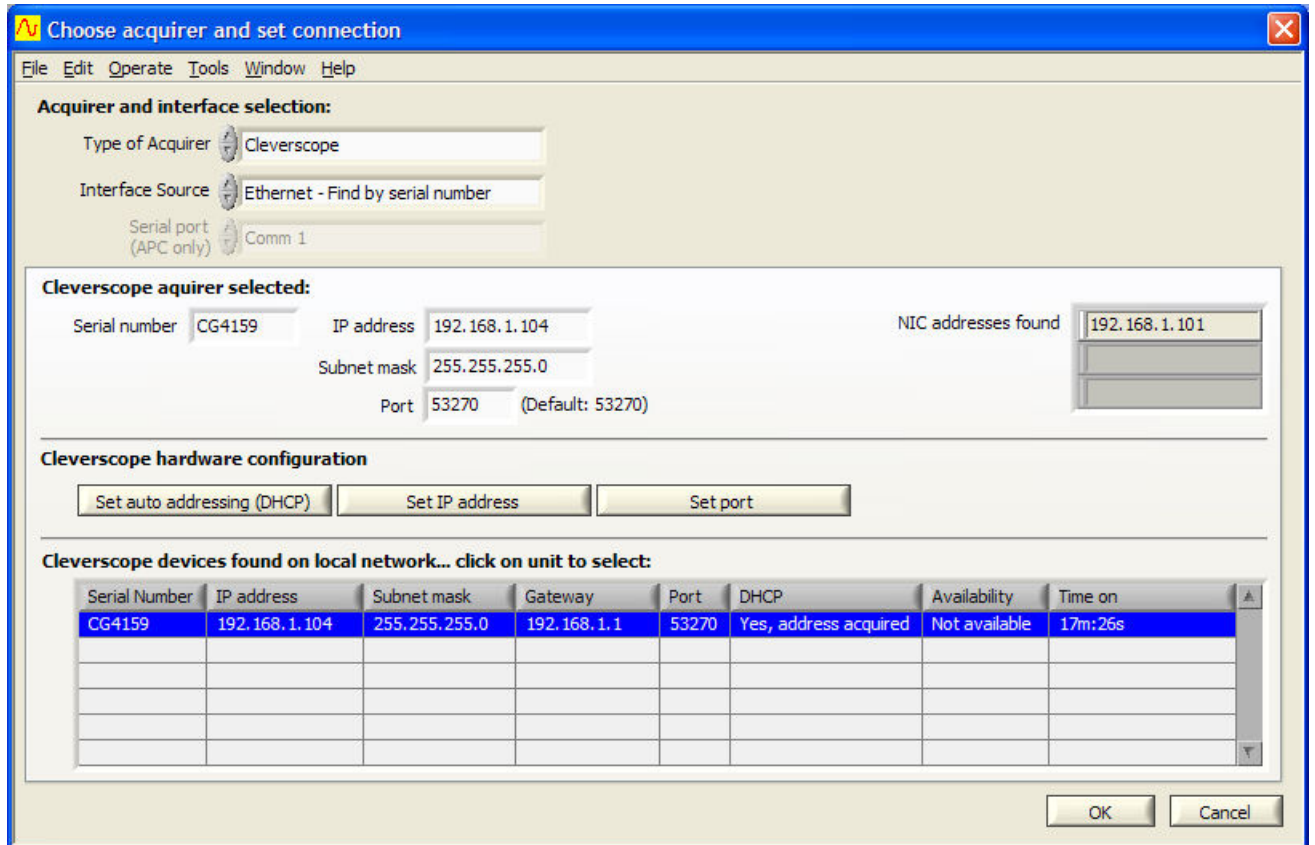 Choose acquirer and set connection
File Edit Operate Tools Window Help
Acquirer and interface selection:
Type of Acquirer Cleverscope
Interface Source Ethernet - Find by serial number
Serial port
(APC only) Comm 1
Cleverscope aquirer selected:
Serial number CG4159 IP address 192.168.1.104 NIC addresses found 192.168.1.101
Subnet mask 255.255.255.0
Port 53270 (Default: 53270)
Cleverscope hardware configuration
Set auto addressing (DHCP) Set IP address Set port
Cleverscope devices found on local network... click on unit to select:
Serial Number IP address Subnet mask Gateway Port DHCP Availability Time on
CG4159 192.168.1.104 255.255.255.0 192.168.1.1 53270 Yes, address acquired Not available 17m:26s
OK Cancel